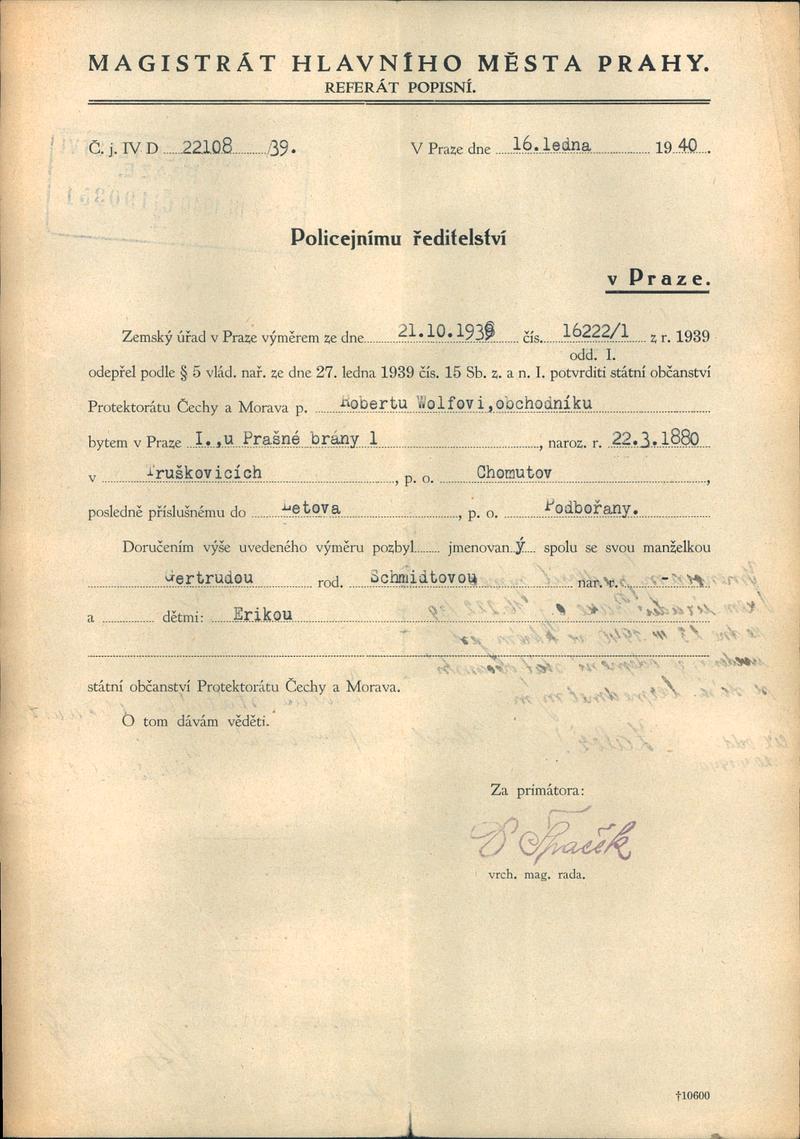 MAGISTRÁT HLAVNÍHO MĚSTA PRAHY.
REFERÁT POPISNÍ.
Č. j. IV D 22108/39.
V Praze dne 16.ledna 1940.
Policejnímu ředitelství
v Praze.
Zemský úřad v Praze výměrem ze dne 21.10.1939 čís. 16222/1 z r. 1939
odd. I.
odepřel podle § 5 vlád. nař. ze dne 27. ledna 1939 čís. 15 Sb. z. a n. I. potvrditi státní občanství
Protektorátu Čechy a Morava p. Robertu Wolfovi,obchodníku
bytem v Praze I.,u Prašné brány 1, naroz. r. 22.3.1880
v Truškovicích, p. o. Chomutov,
posledně příslušnému do Letova, p. o. Podbořany.
Doručením výše uvedeného výměru pozbyl jmenovaný spolu se svou manželkou
Gertrudou rod. Schmidtovou nar. r. -
a dětmi: Erikou
státní občanství Protektorátu Čechy a Morava.
O tom dávám věděti.
Za primátora:
vrch. mag. rada.
†10600